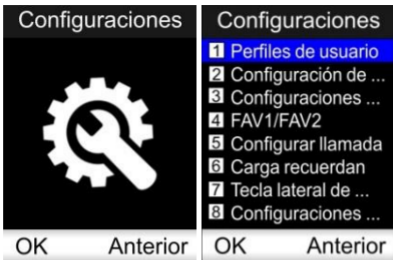 Configuraciones
OK Anterior
Configuraciones
1 Perfiles de usuario
2 Configuración de ...
3 Configuraciones ...
4 FAV1/FAV2
5 Configurar llamada
6 Carga recuerdan
7 Tecla lateral de ...
8 Configuraciones ...
OK Anterior